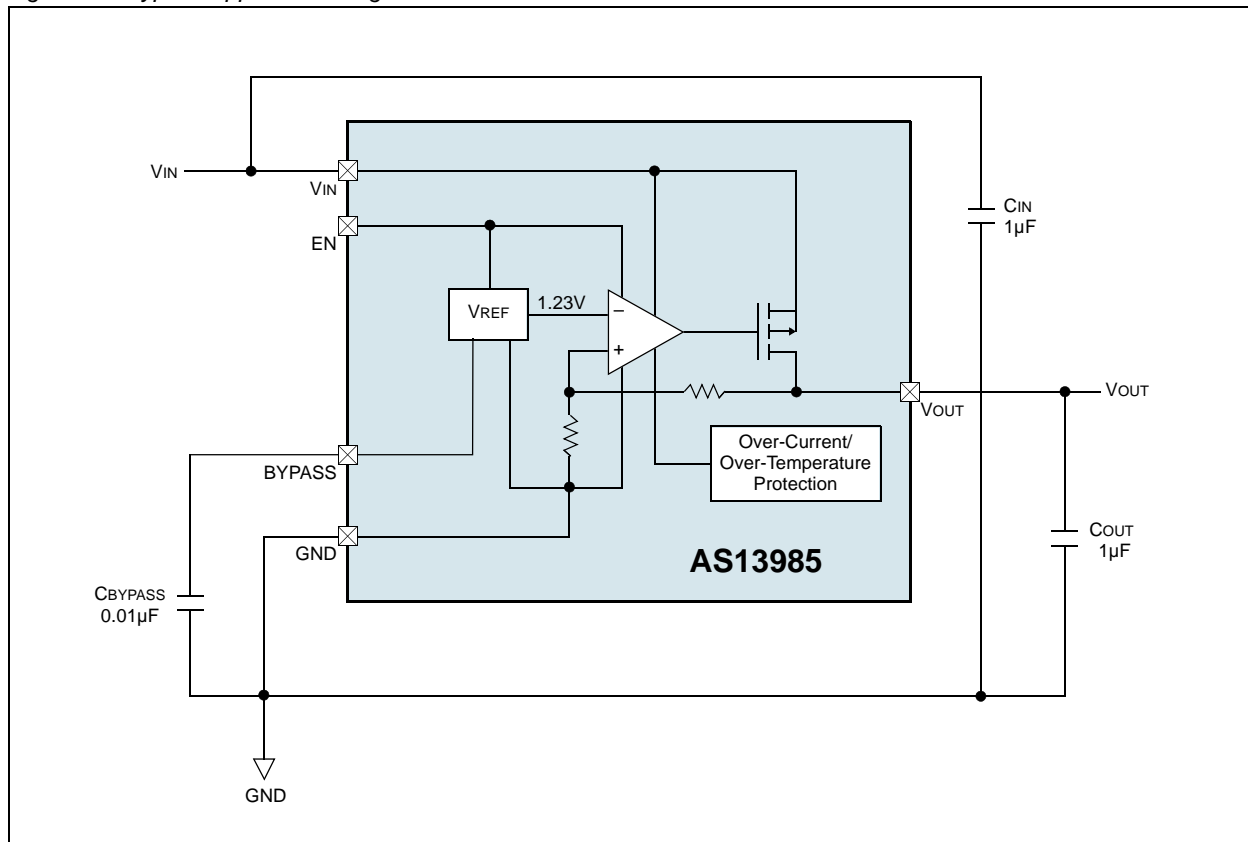 VIN
VIN
EN
VREF
1.23V
−
+
CIN
1µF
VOUT
VOUT
Over-Current/
Over-Temperature
Protection
BYPASS
GND
AS13985
COUT
1µF
CBYPASS
0.01µF
GND